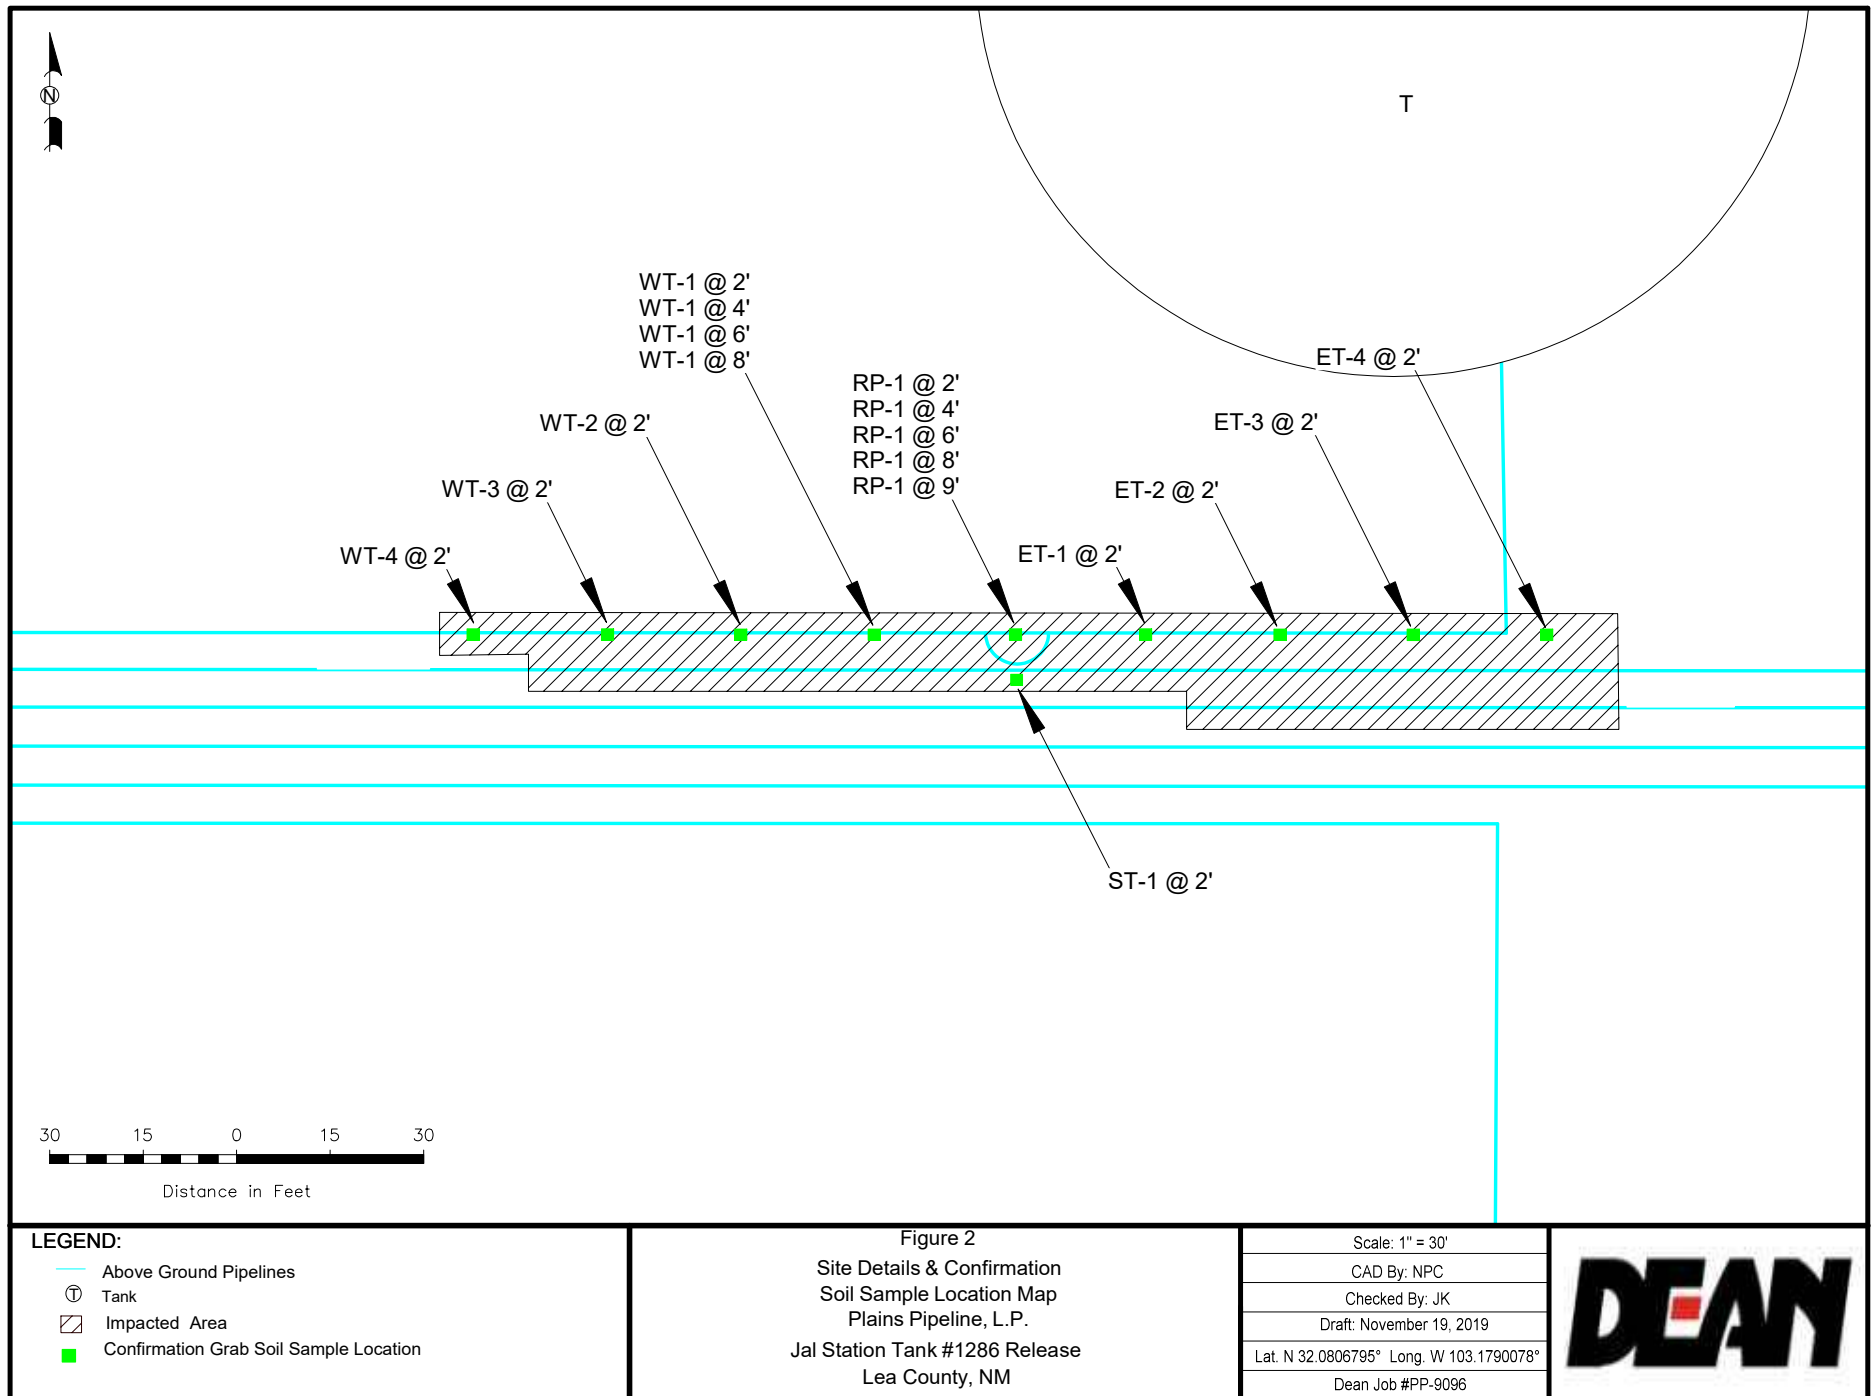 N
T
WT-1 @ 2'
WT-1 @ 4'
WT-1 @ 6'
WT-1 @ 8'
ET-4 @ 2'
RP-1 @ 2'
RP-1 @ 4'
RP-1 @ 6'
RP-1 @ 8'
RP-1 @ 9'
WT-2 @ 2'
ET-3 @ 2'
WT-3 @ 2'
ET-2 @ 2'
WT-4 @ 2'
ET-1 @ 2'
ST-1 @ 2'
30 15 0 15 30
Distance in Feet
LEGEND:
Above Ground Pipelines
T Tank
Impacted Area
Confirmation Grab Soil Sample Location
Figure 2
Site Details & Confirmation
Soil Sample Location Map
Plains Pipeline, L.P.
Jal Station Tank #1286 Release
Lea County, NM
Scale: 1" = 30'
CAD By: NPC
Checked By: JK
Draft: November 19, 2019
Lat. N 32.0806795° Long. W 103.1790078°
Dean Job #PP-9096
DEAN